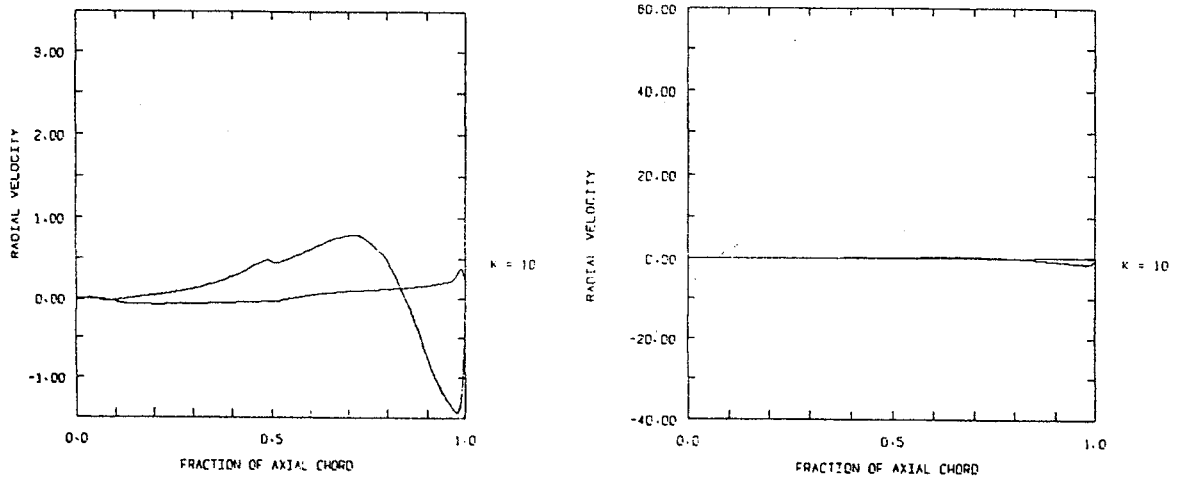 3.00
2.00
1.00
0.00
-1.00
RADIAL VELOCITY
0.0
0.5
1.0
FRACTION OF AXIAL CHORD
K = 10
60.00
40.00
20.00
0.00
-20.00
-40.00
RADIAL VELOCITY
0.0
0.5
1.0
FRACTION OF AXIAL CHORD
K = 10